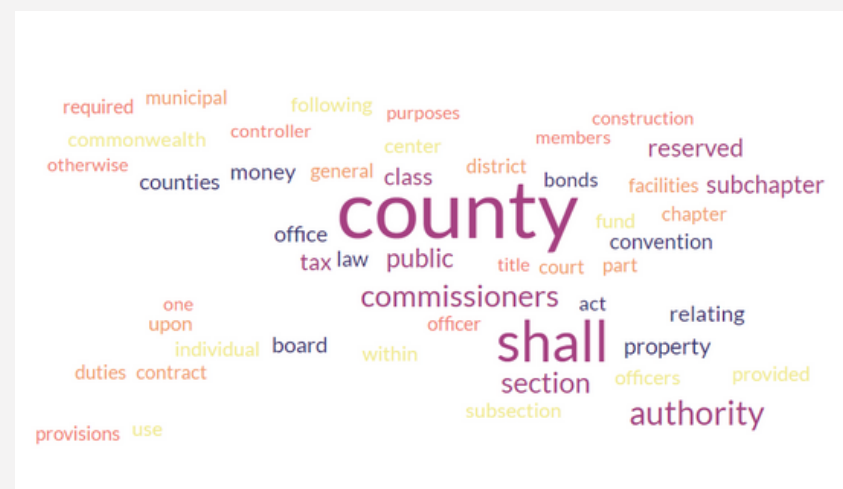 required municipal following purposes construction
commonwealth controller center members reserved
otherwise counties money general class district bonds facilities subchapter
county fund chapter
office convention
tax law public title court part
one commissioners act relating
upon officer
individual board within shall property
duties contract section officers provided
subsection authority
provisions use